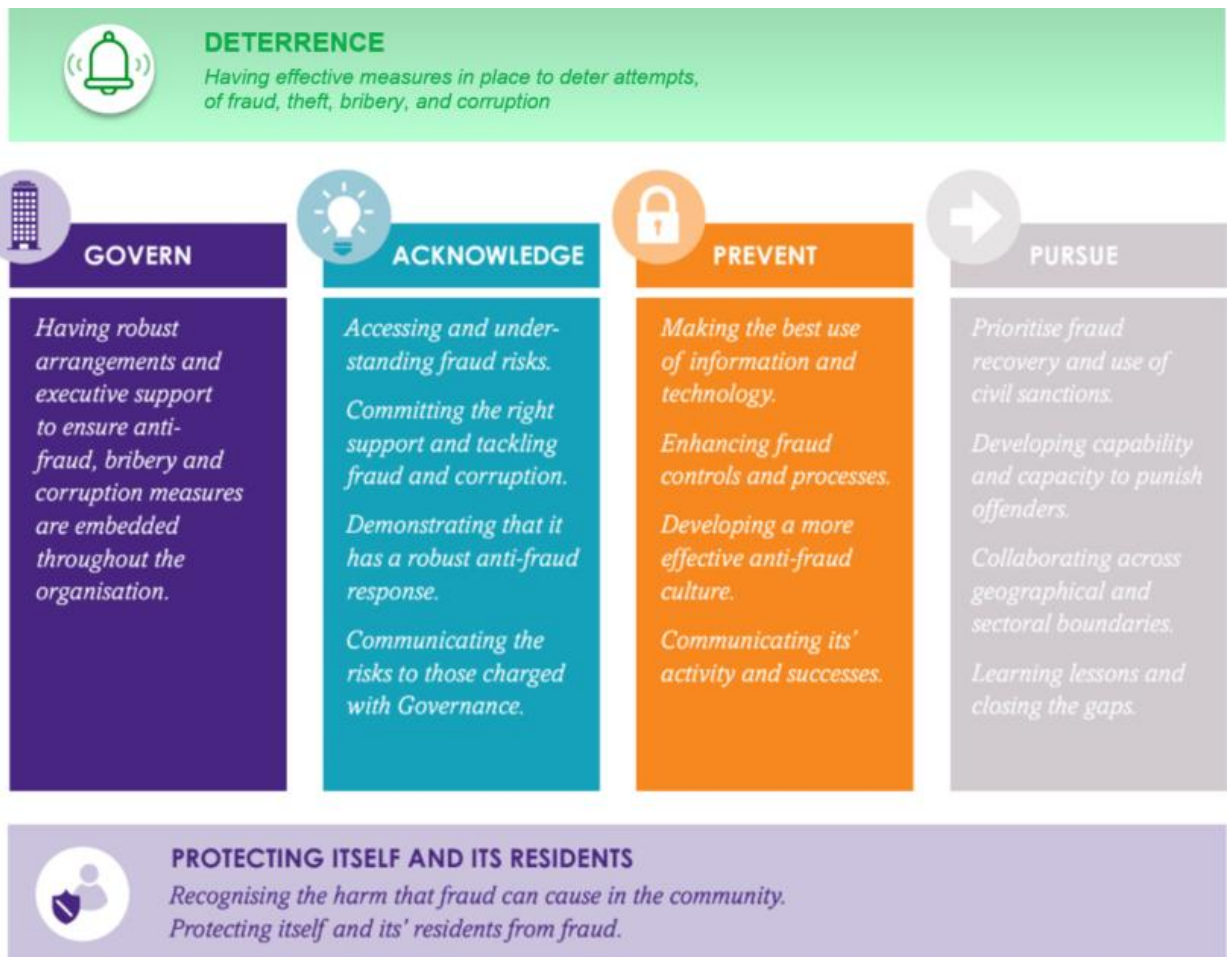 DETERRENCE
Having effective measures in place to deter attempts,
of fraud, theft, bribery, and corruption
GOVERN
Having robust
arrangements and
executive support
to ensure anti-
fraud, bribery and
corruption measures
are embedded
throughout the
organisation.
ACKNOWLEDGE
Accessing and under-
standing fraud risks.
Committing the right
support and tackling
fraud and corruption.
Demonstrating that it
has a robust anti-fraud
response.
Communicating the
risks to those charged
with Governance.
PREVENT
Making the best use
of information and
technology.
Enhancing fraud
controls and processes.
Developing a more
effective anti-fraud
culture.
Communicating its’
activity and successes.
PURSUE
Prioritise fraud
recovery and use of
civil sanctions.
Developing capability
and capacity to punish
offenders.
Collaborating across
geographical and
sectoral boundaries.
Learning lessons and
closing the gaps.
PROTECTING ITSELF AND ITS RESIDENTS
Recognising the harm that fraud can cause in the community.
Protecting itself and its’ residents from fraud.